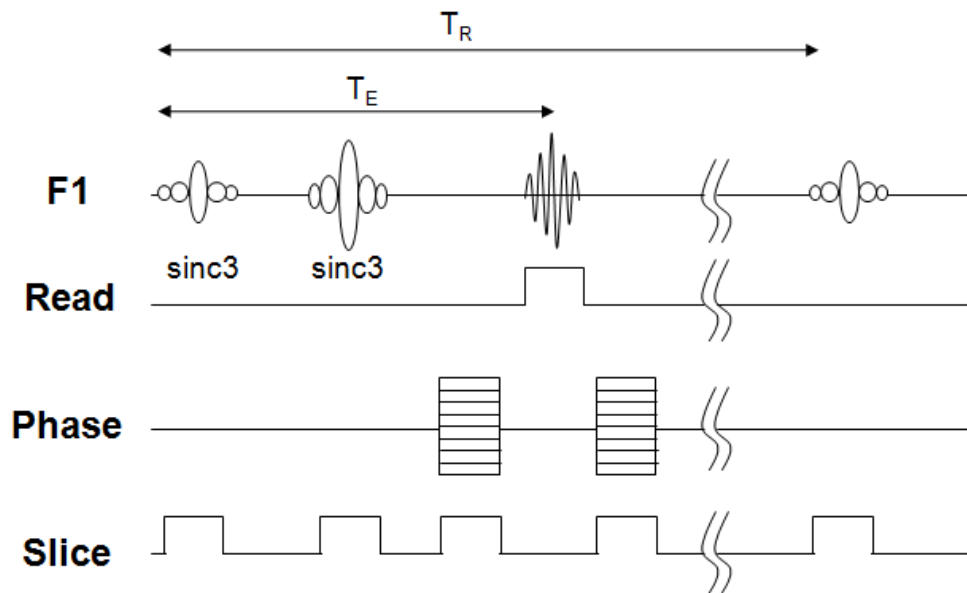 T_R
T_E
F1
sinc3 sinc3
Read
Phase
Slice